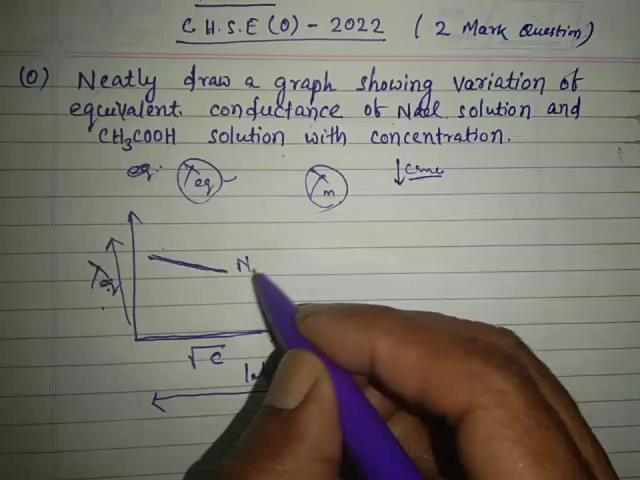 C.H.S.E (O) - 2022 ( 2 Mark Question)
(Q) Neatly draw a graph showing variation of
equivalent conductance of NaCl solution and
CH₃COOH solution with concentration.
λeq λm ↓ conc
N
λeq
√C